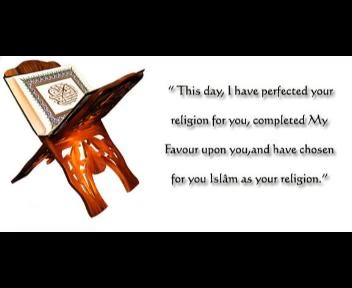 “ This day, I have perfected your
religion for you, completed My
Favour upon you,and have chosen
for you Islâm as your religion.”